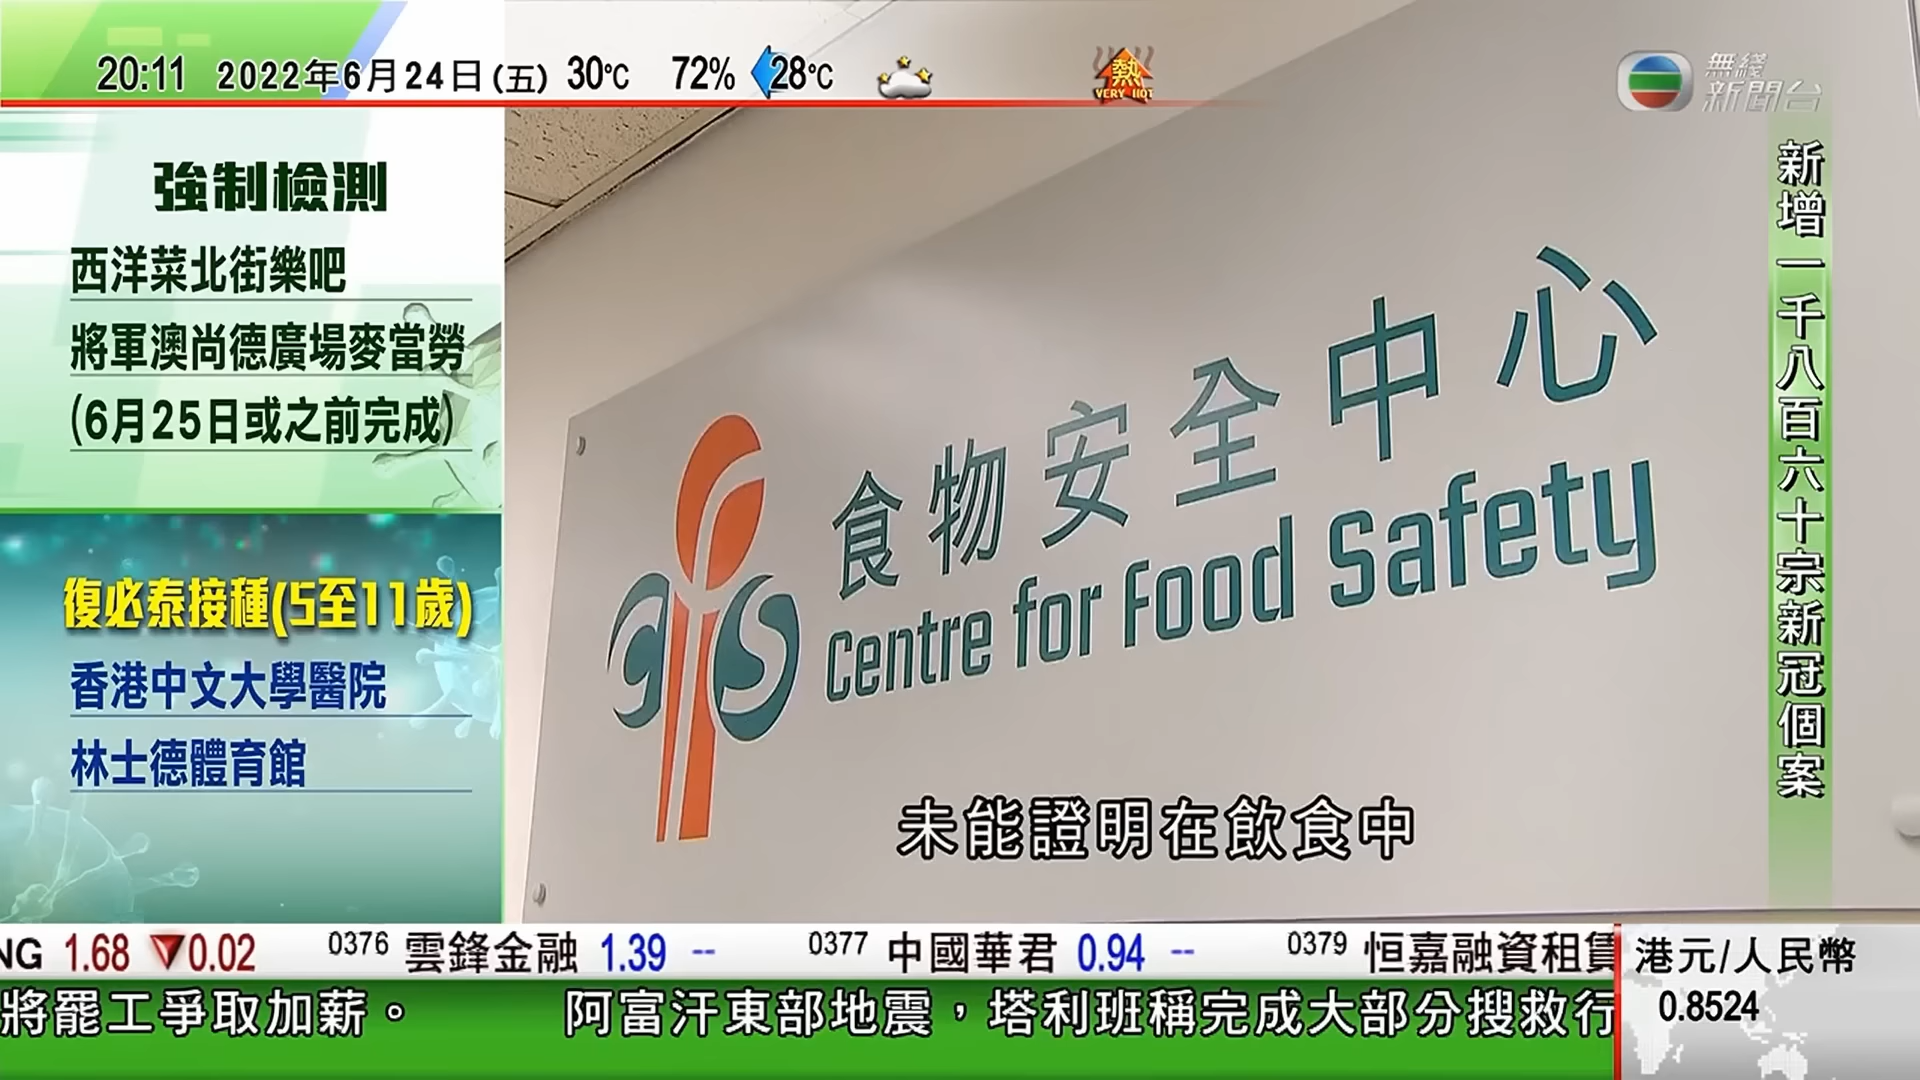 20:11 2022年6月24日(五) 30℃ 72% 28℃
熱
VERY HOT
無綫
新聞台
強制檢測
西洋菜北街樂吧
將軍澳尚德廣場麥當勞
(6月25日或之前完成)
復必泰接種(5至11歲)
香港中文大學醫院
林士德體育館
食物安全中心
Centre for Food Safety
cfs
新增一千八百六十宗新冠個案
未能證明在飲食中
NG 1.68 ▼0.02 0376 雲鋒金融 1.39 -- 0377 中國華君 0.94 -- 0379 恒嘉融資租賃
將罷工爭取加薪。 阿富汗東部地震，塔利班稱完成大部分搜救行
港元/人民幣
0.8524